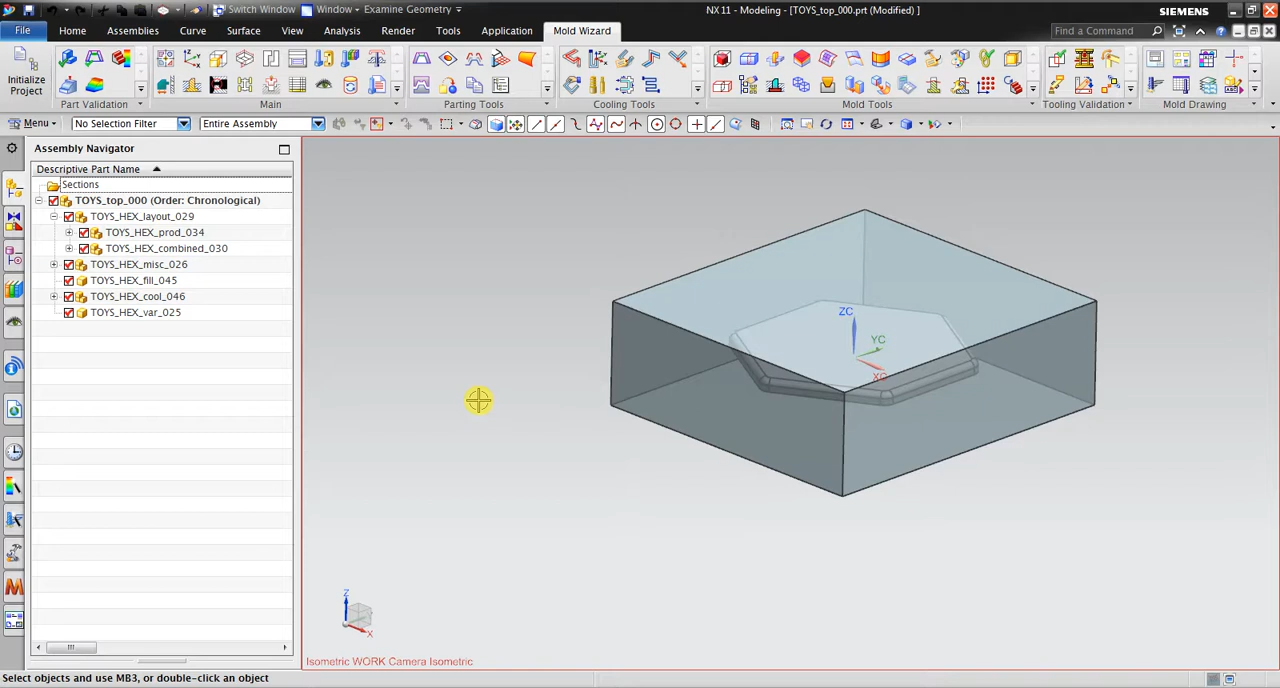 Switch Window Window Examine Geometry NX 11 - Modeling - [TOYS_top_000.prt (Modified) ] SIEMENS
File Home Assemblies Curve Surface View Analysis Render Tools Application Mold Wizard Find a Command
Initialize
Project
Part Validation Main Parting Tools Cooling Tools Mold Tools Tooling Validation Mold Drawing
Menu No Selection Filter Entire Assembly
Assembly Navigator
Descriptive Part Name
Sections
TOYS_top_000 (Order: Chronological)
TOYS_HEX_layout_029
TOYS_HEX_prod_034
TOYS_HEX_combined_030
TOYS_HEX_misc_026
TOYS_HEX_fill_045
TOYS_HEX_cool_046
TOYS_HEX_var_025
ZC
YC
XC
Z
X
Isometric WORK Camera Isometric
Select objects and use MB3, or double-click an object